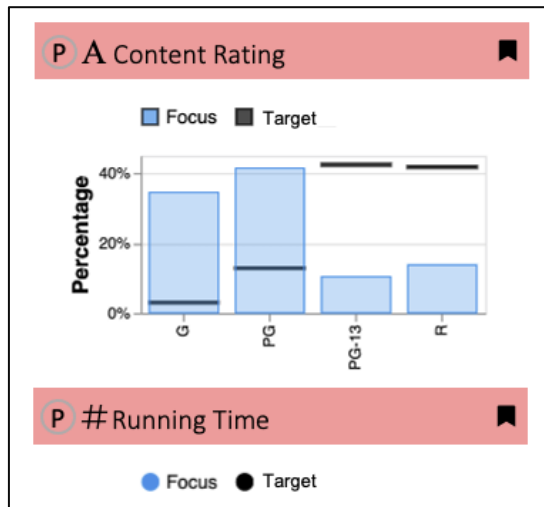 P A Content Rating
Focus Target
40%
20%
0%
Percentage
G PG PG-13 R
P # Running Time
Focus Target